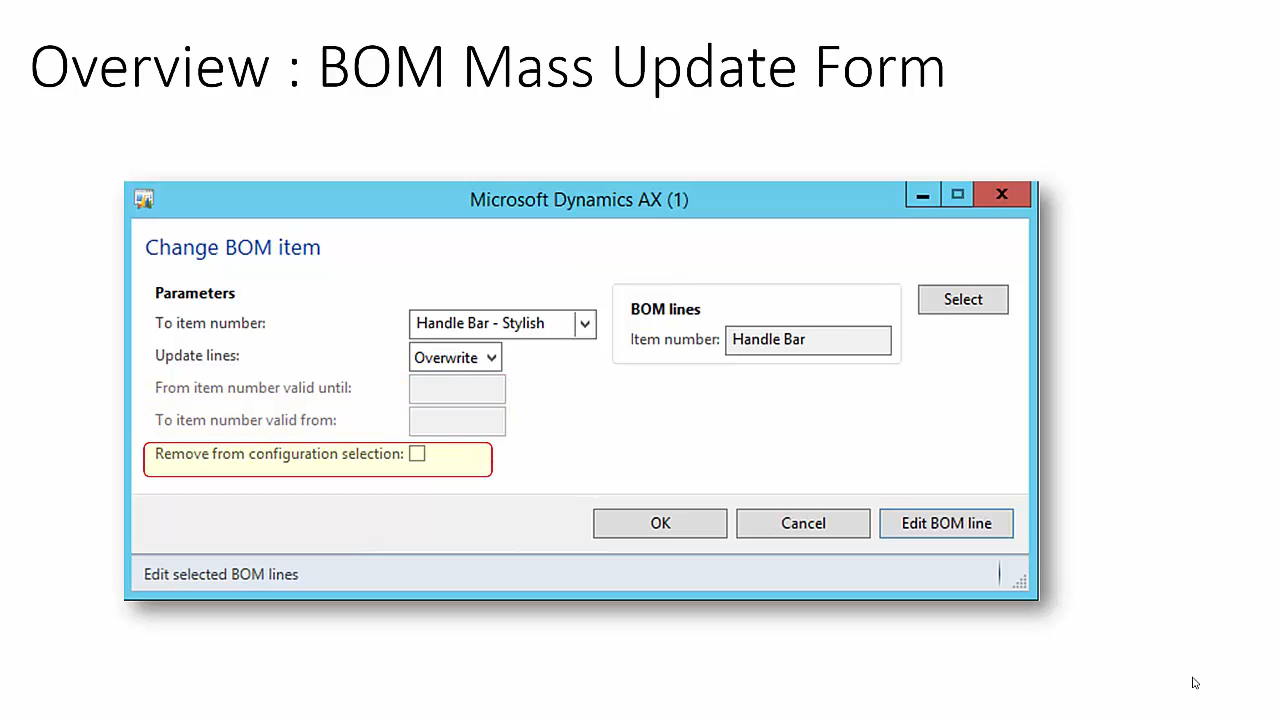 Overview : BOM Mass Update Form
Microsoft Dynamics AX (1)
Change BOM item
Parameters
To item number: Handle Bar - Stylish
Update lines: Overwrite
From item number valid until:
To item number valid from:
Remove from configuration selection:
BOM lines
Item number: Handle Bar
Select
OK Cancel Edit BOM line
Edit selected BOM lines